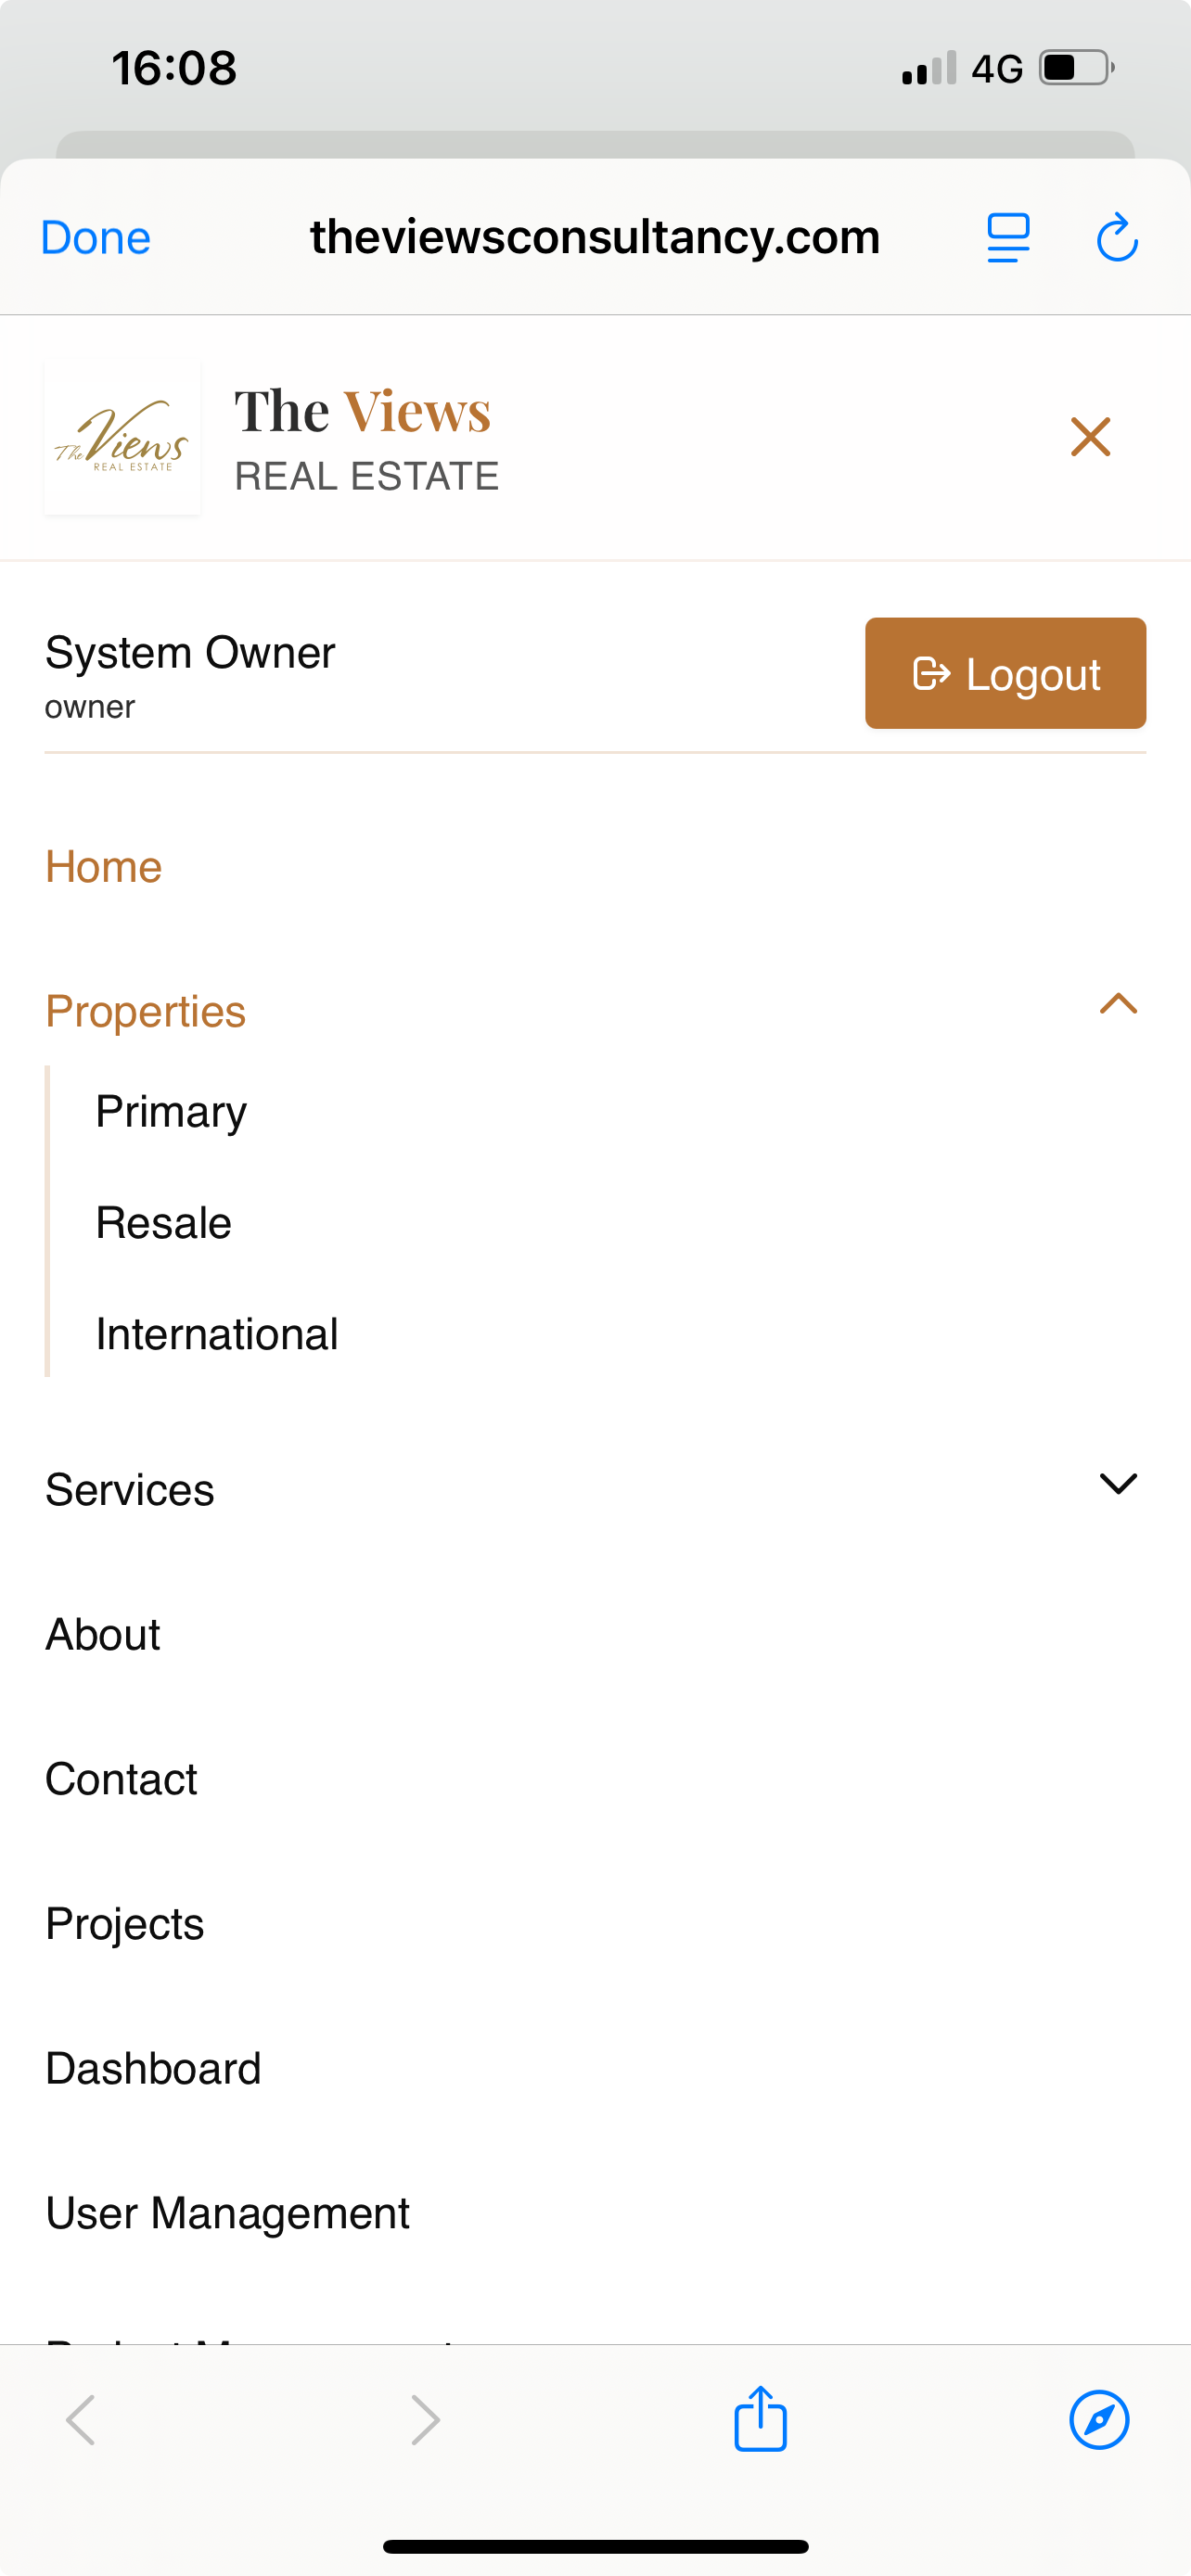 16:08
4G
Done
theviewsconsultancy.com
The Views
REAL ESTATE
The Views
REAL ESTATE
System Owner
owner
Logout
Home
Properties
Primary
Resale
International
Services
About
Contact
Projects
Dashboard
User Management